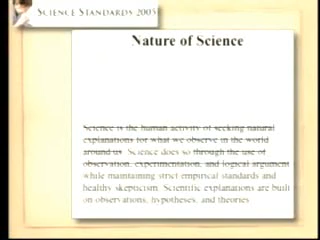 SCIENCE STANDARDS 2005
Nature of Science
Science is the human activity of seeking natural
explanations for what we observe in the world
around us. Science does so through the use of
observation, experimentation, and logical argument
while maintaining strict empirical standards and
healthy skepticism. Scientific explanations are built
on observations, hypotheses, and theories